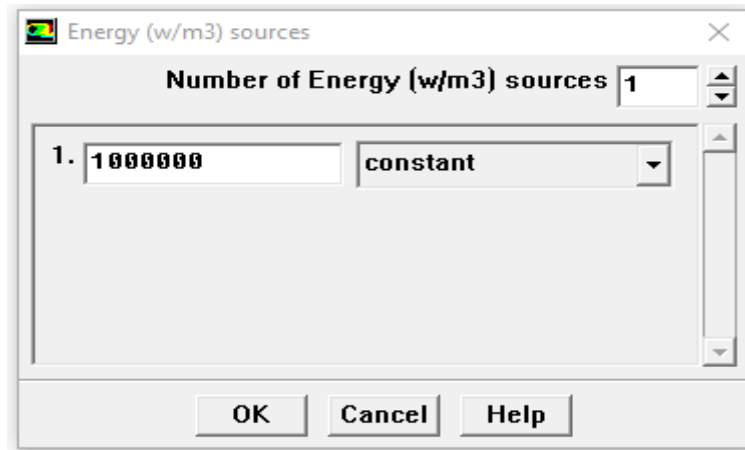 Energy (w/m3) sources
Number of Energy (w/m3) sources 1
1. 1000000 constant
OK Cancel Help